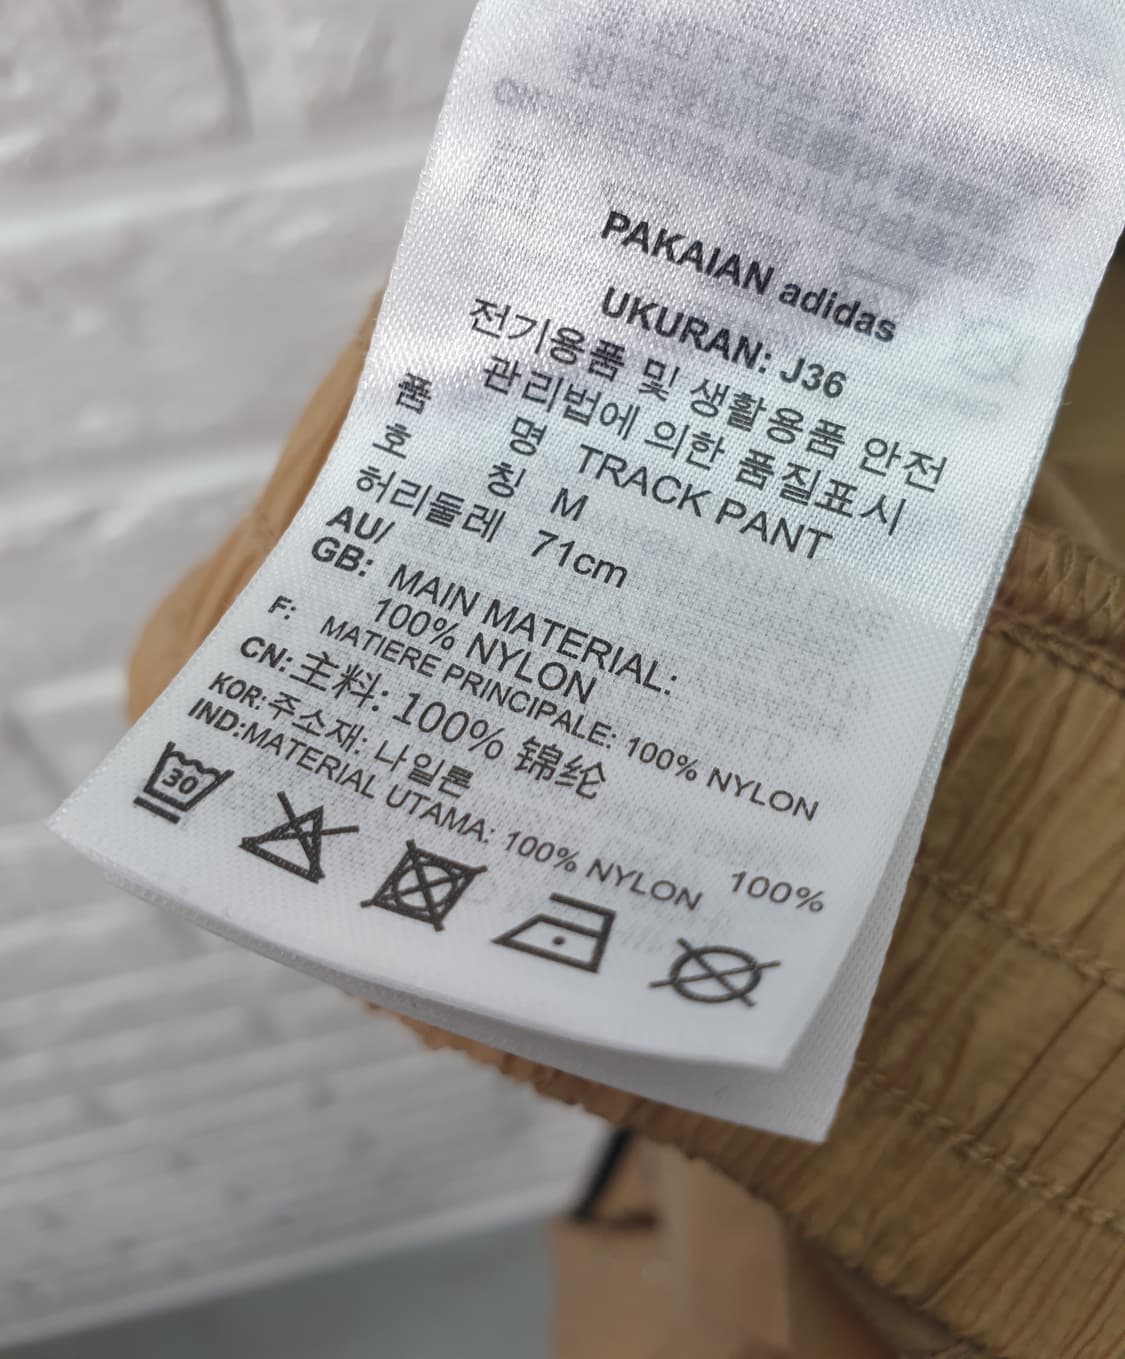 PAKAIAN adidas
UKURAN: J36
전기용품 및 생활용품 안전
관리법에 의한 품질표시
품 명 TRACK PANT
호 칭 M
허리둘레 71cm
AU/
GB: MAIN MATERIAL:
100% NYLON
F: MATIERE PRINCIPALE: 100% NYLON
CN: 主料: 100% 锦纶
KOR: 주소재: 나일론 100%
IND:MATERIAL UTAMA: 100% NYLON
30